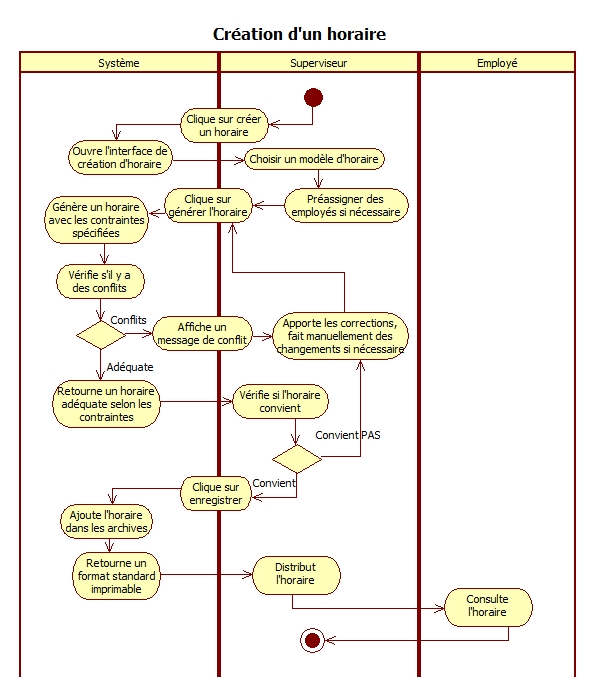 Création d'un horaire
Système
Superviseur
Employé
Clique sur créer
un horaire
Ouvre l'interface de
création d'horaire
Choisir un modèle d'horaire
Préassigner des
employés si nécessaire
Clique sur
générer l'horaire
Génère un horaire
avec les contraintes
spécifiées
Vérifie s'il y a
des conflits
Conflits
Affiche un
message de conflit
Apporte les corrections,
fait manuellement des
changements si nécessaire
Adéquate
Retourne un horaire
adéquate selon les
contraintes
Vérifie si l'horaire
convient
Convient PAS
Convient
Clique sur
enregistrer
Ajoute l'horaire
dans les archives
Retourne un
format standard
imprimable
Distribut
l'horaire
Consulte
l'horaire